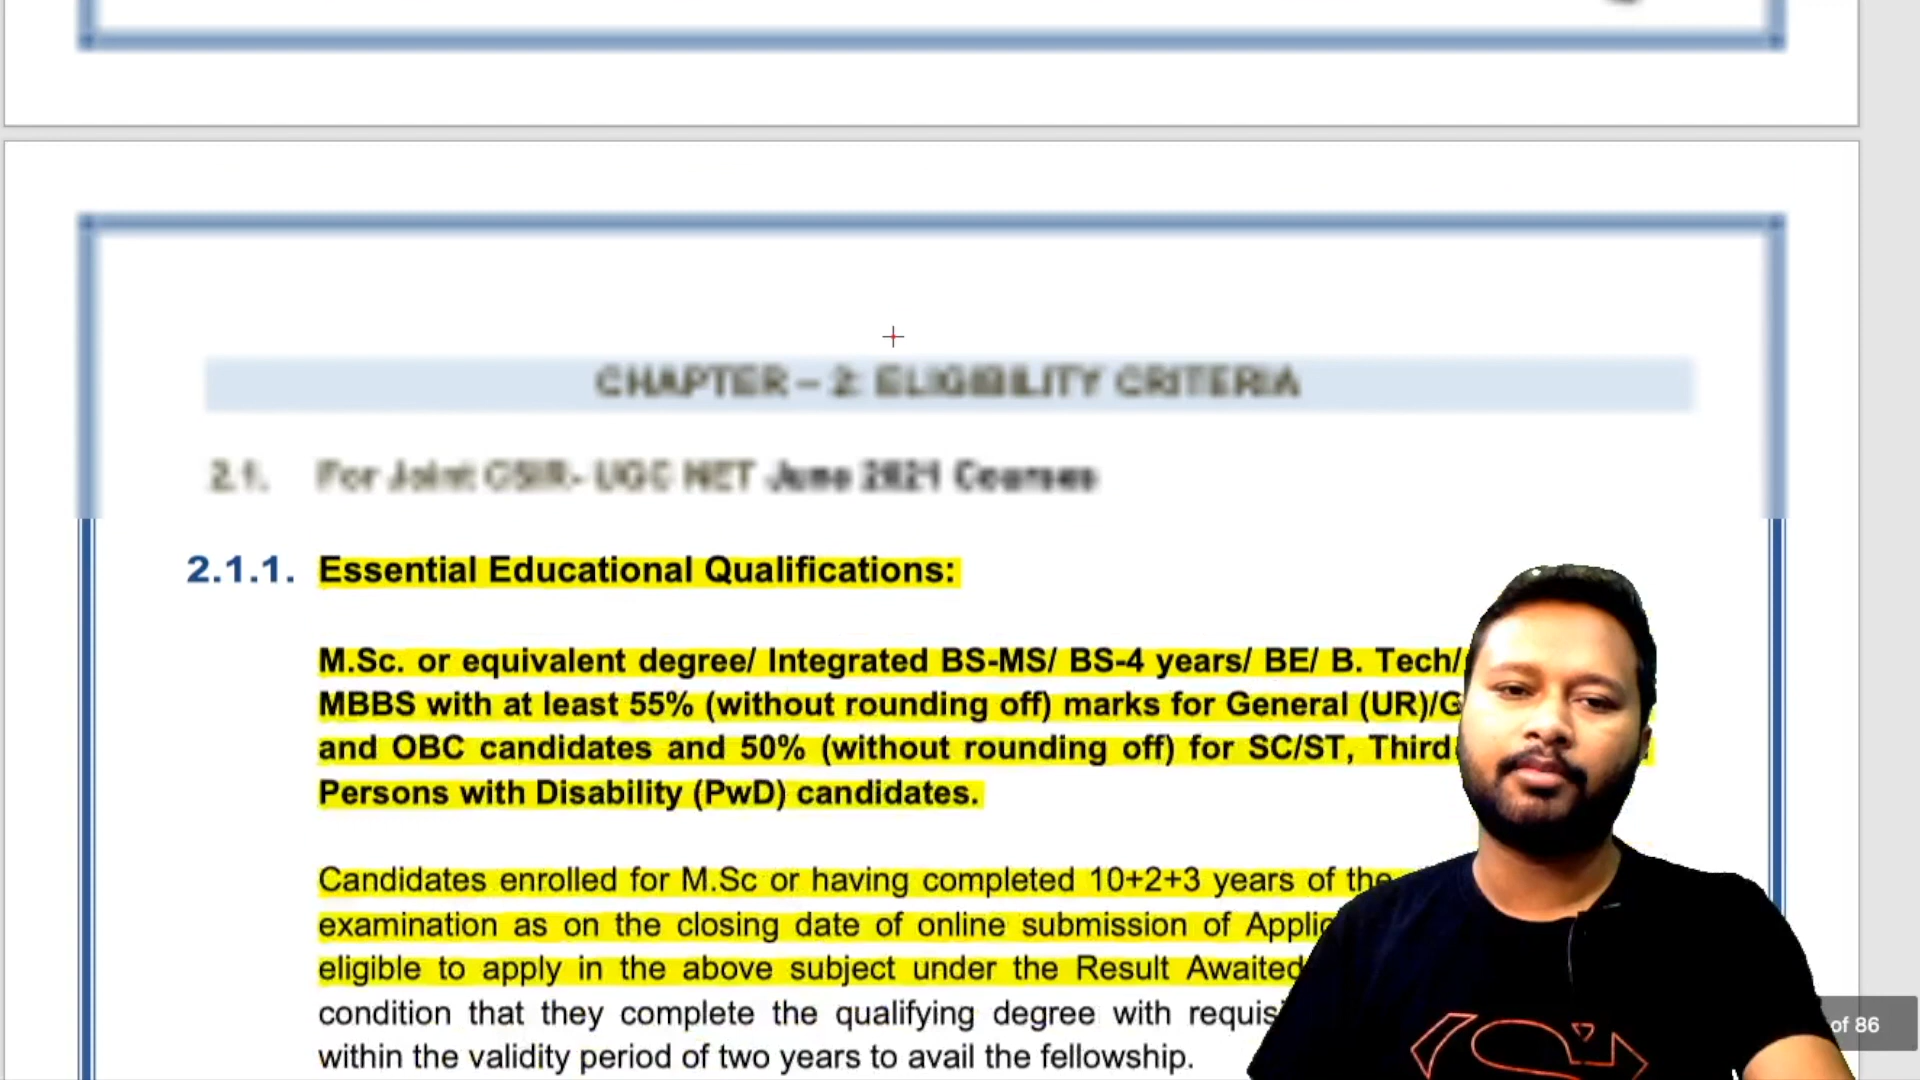 CHAPTER – 2: ELIGIBILITY CRITERIA
2.1. For Joint CSIR- UGC NET June 2021 Courses
2.1.1. Essential Educational Qualifications:
M.Sc. or equivalent degree/ Integrated BS-MS/ BS-4 years/ BE/ B. Tech/
MBBS with at least 55% (without rounding off) marks for General (UR)/G
and OBC candidates and 50% (without rounding off) for SC/ST, Third
Persons with Disability (PwD) candidates.
Candidates enrolled for M.Sc or having completed 10+2+3 years of the
examination as on the closing date of online submission of Applic
eligible to apply in the above subject under the Result Awaited
condition that they complete the qualifying degree with requis
within the validity period of two years to avail the fellowship.
of 86